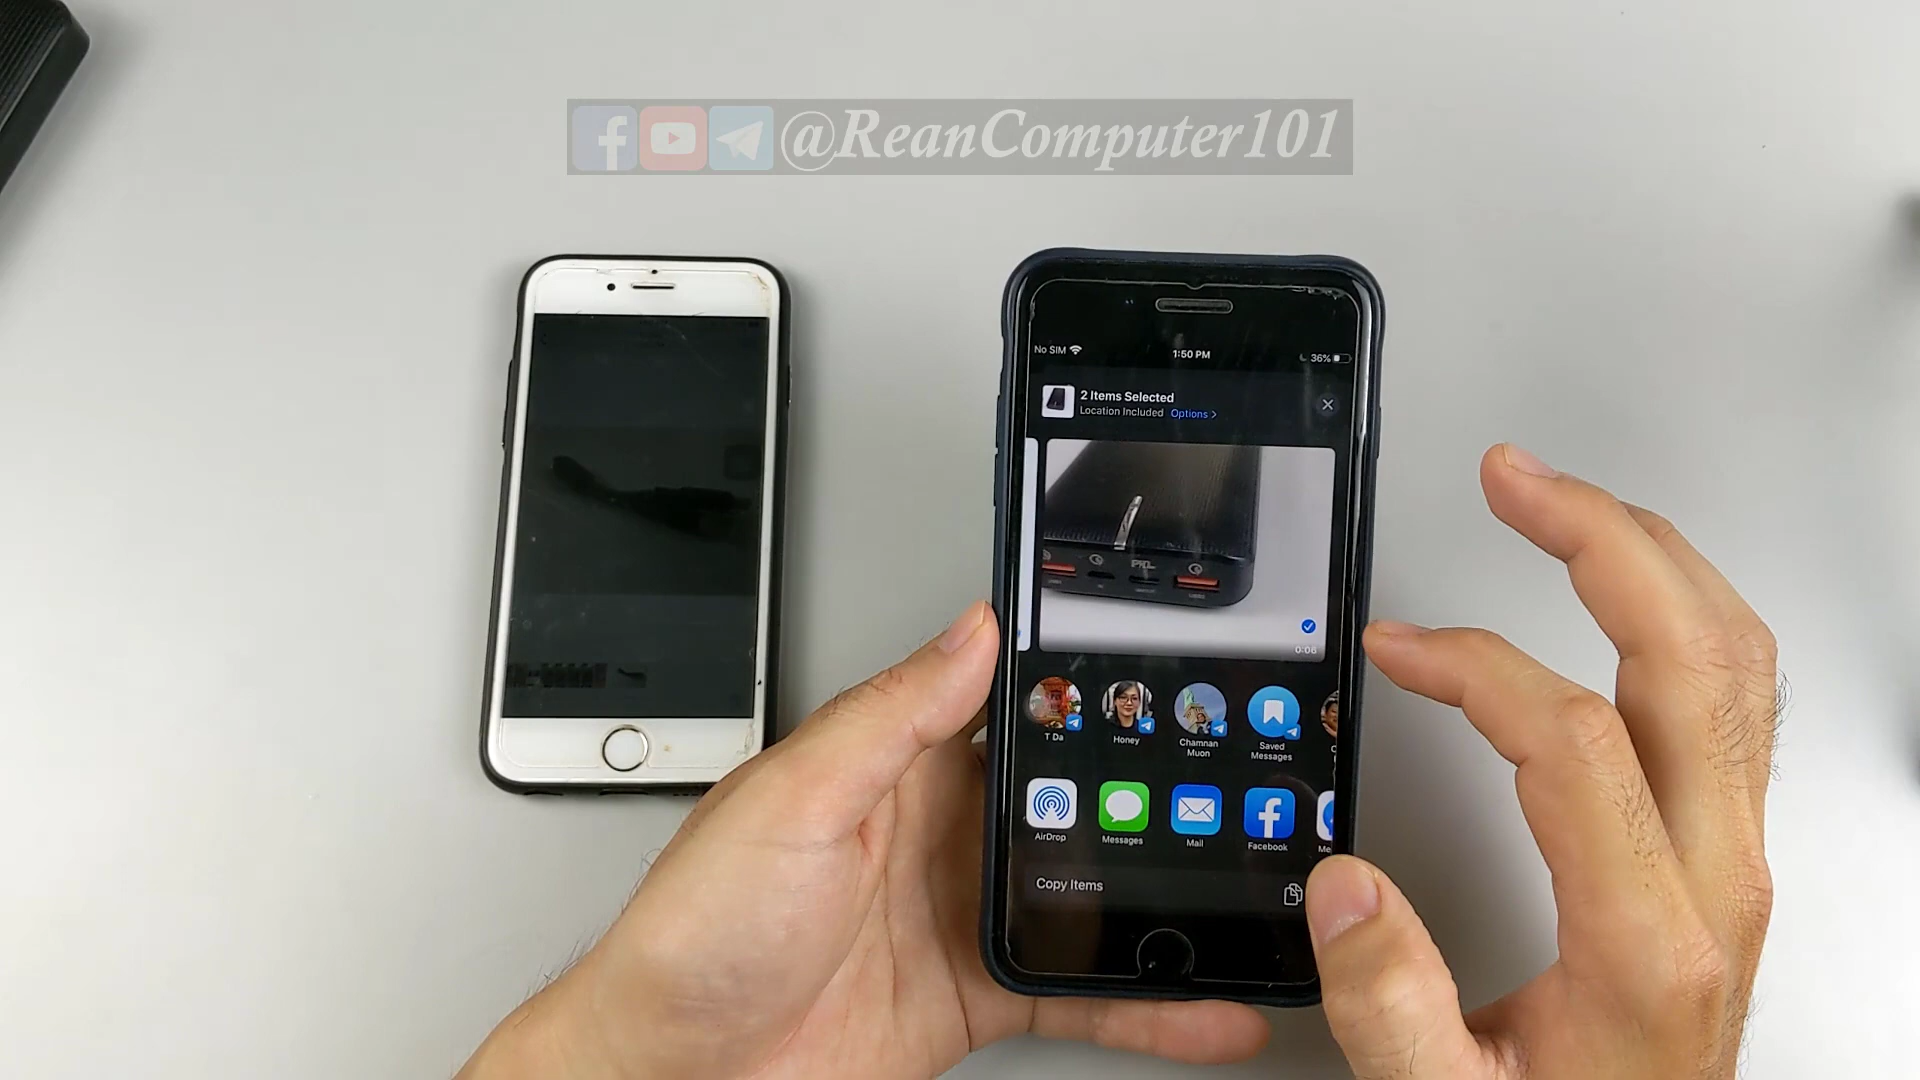 @ReanComputer101
No SIM
1:50 PM
36%
2 Items Selected
Location Included Options >
0:06
T Da
Honey
Chamnan
Muon
Saved
Messages
AirDrop
Messages
Mail
Facebook
Me
Copy Items